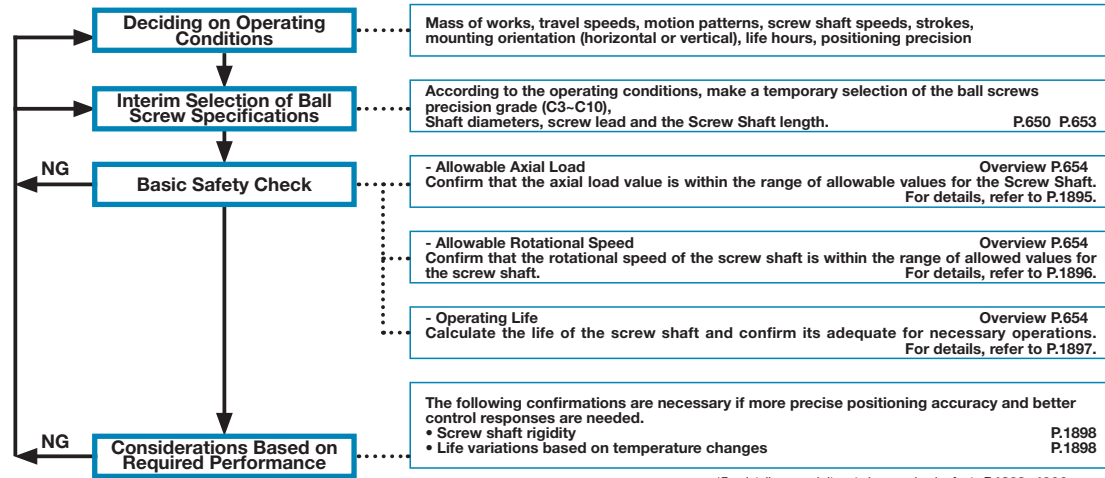 Deciding on Operating
Conditions
Mass of works, travel speeds, motion patterns, screw shaft speeds, strokes,
mounting orientation (horizontal or vertical), life hours, positioning precision
Interim Selection of Ball
Screw Specifications
According to the operating conditions, make a temporary selection of the ball screws
precision grade (C3~C10),
Shaft diameters, screw lead and the Screw Shaft length. P.650 P.653
NG
Basic Safety Check
- Allowable Axial Load Overview P.654
Confirm that the axial load value is within the range of allowable values for the Screw Shaft.
For details, refer to P.1895.
- Allowable Rotational Speed Overview P.654
Confirm that the rotational speed of the screw shaft is within the range of allowed values for
the screw shaft. For details, refer to P.1896.
- Operating Life Overview P.654
Calculate the life of the screw shaft and confirm its adequate for necessary operations.
For details, refer to P.1897.
NG
Considerations Based on
Required Performance
The following confirmations are necessary if more precise positioning accuracy and better
control responses are needed.
• Screw shaft rigidity P.1898
• Life variations based on temperature changes P.1898